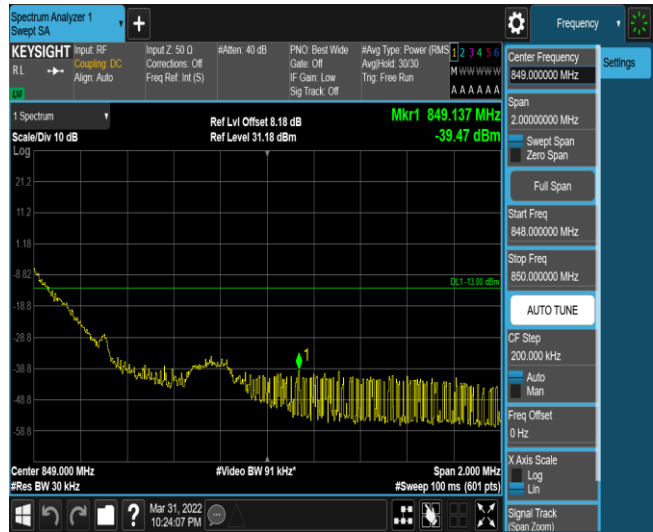 Spectrum Analyzer 1
Swept SA
Frequency
KEYSIGHT
RL
LXI
Input: RF
Coupling: DC
Align: Auto
Input Z: 50 Ω
Corrections: Off
Freq Ref: Int (S)
#Atten: 40 dB
PNO: Best Wide
Gate: Off
IF Gain: Low
Sig Track: Off
#Avg Type: Power (RMS
Avg|Hold: 30/30
Trig: Free Run
1 2 3 4 5 6
M W W W W W
A A A A A A
1 Spectrum
Scale/Div 10 dB
Log
Ref Lvl Offset 8.18 dB
Ref Level 31.18 dBm
Mkr1 849.137 MHz
-39.47 dBm
21.2
11.2
1.18
-8.82
-18.8
-28.8
-38.8
-48.8
-58.8
DL1 -13.00 dBm
1
Center 849.000 MHz
#Res BW 30 kHz
#Video BW 91 kHz*
Span 2.000 MHz
#Sweep 100 ms (601 pts)
Mar 31, 2022
10:24:07 PM
?
Settings
Center Frequency
849.000000 MHz
Span
2.00000000 MHz
Swept Span
Zero Span
Full Span
Start Freq
848.000000 MHz
Stop Freq
850.000000 MHz
AUTO TUNE
CF Step
200.000 kHz
Auto
Man
Freq Offset
0 Hz
X Axis Scale
Log
Lin
Signal Track
(Span Zoom)